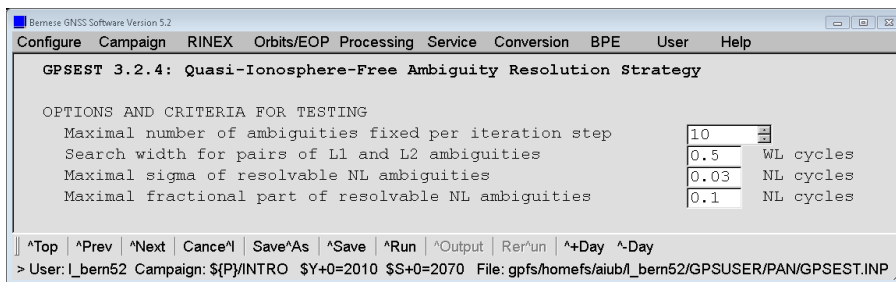 Bernese GNSS Software Version 5.2
Configure Campaign RINEX Orbits/EOP Processing Service Conversion BPE User Help
GPSEST 3.2.4: Quasi-Ionosphere-Free Ambiguity Resolution Strategy
OPTIONS AND CRITERIA FOR TESTING
Maximal number of ambiguities fixed per iteration step 10
Search width for pairs of L1 and L2 ambiguities 0.5 WL cycles
Maximal sigma of resolvable NL ambiguities 0.03 NL cycles
Maximal fractional part of resolvable NL ambiguities 0.1 NL cycles
^Top ^Prev ^Next Cance^l Save^As ^Save ^Run ^Output Rer^un ^+Day ^-Day
> User: l_bern52 Campaign: ${P}/INTRO $Y+0=2010 $S+0=2070 File: gpfs/homefs/aiub/l_bern52/GPSUSER/PAN/GPSEST.INP